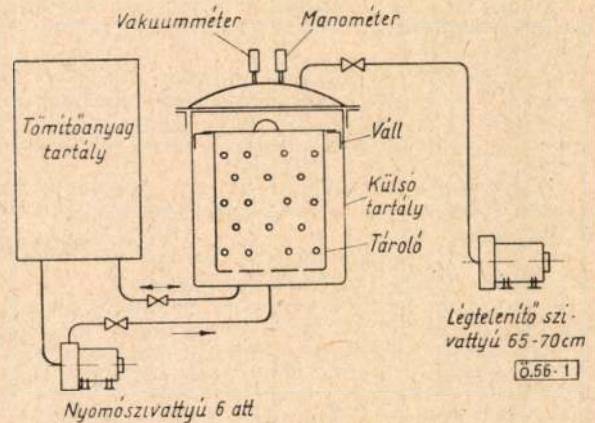 Vakuumméter
Manométer
Tömítőanyag
tartály
Váll
Külső
tartály
Tároló
Légtelenítő szi-
vattyú 65-70cm
Ö.56-1
Nyomószivattyú 6 att